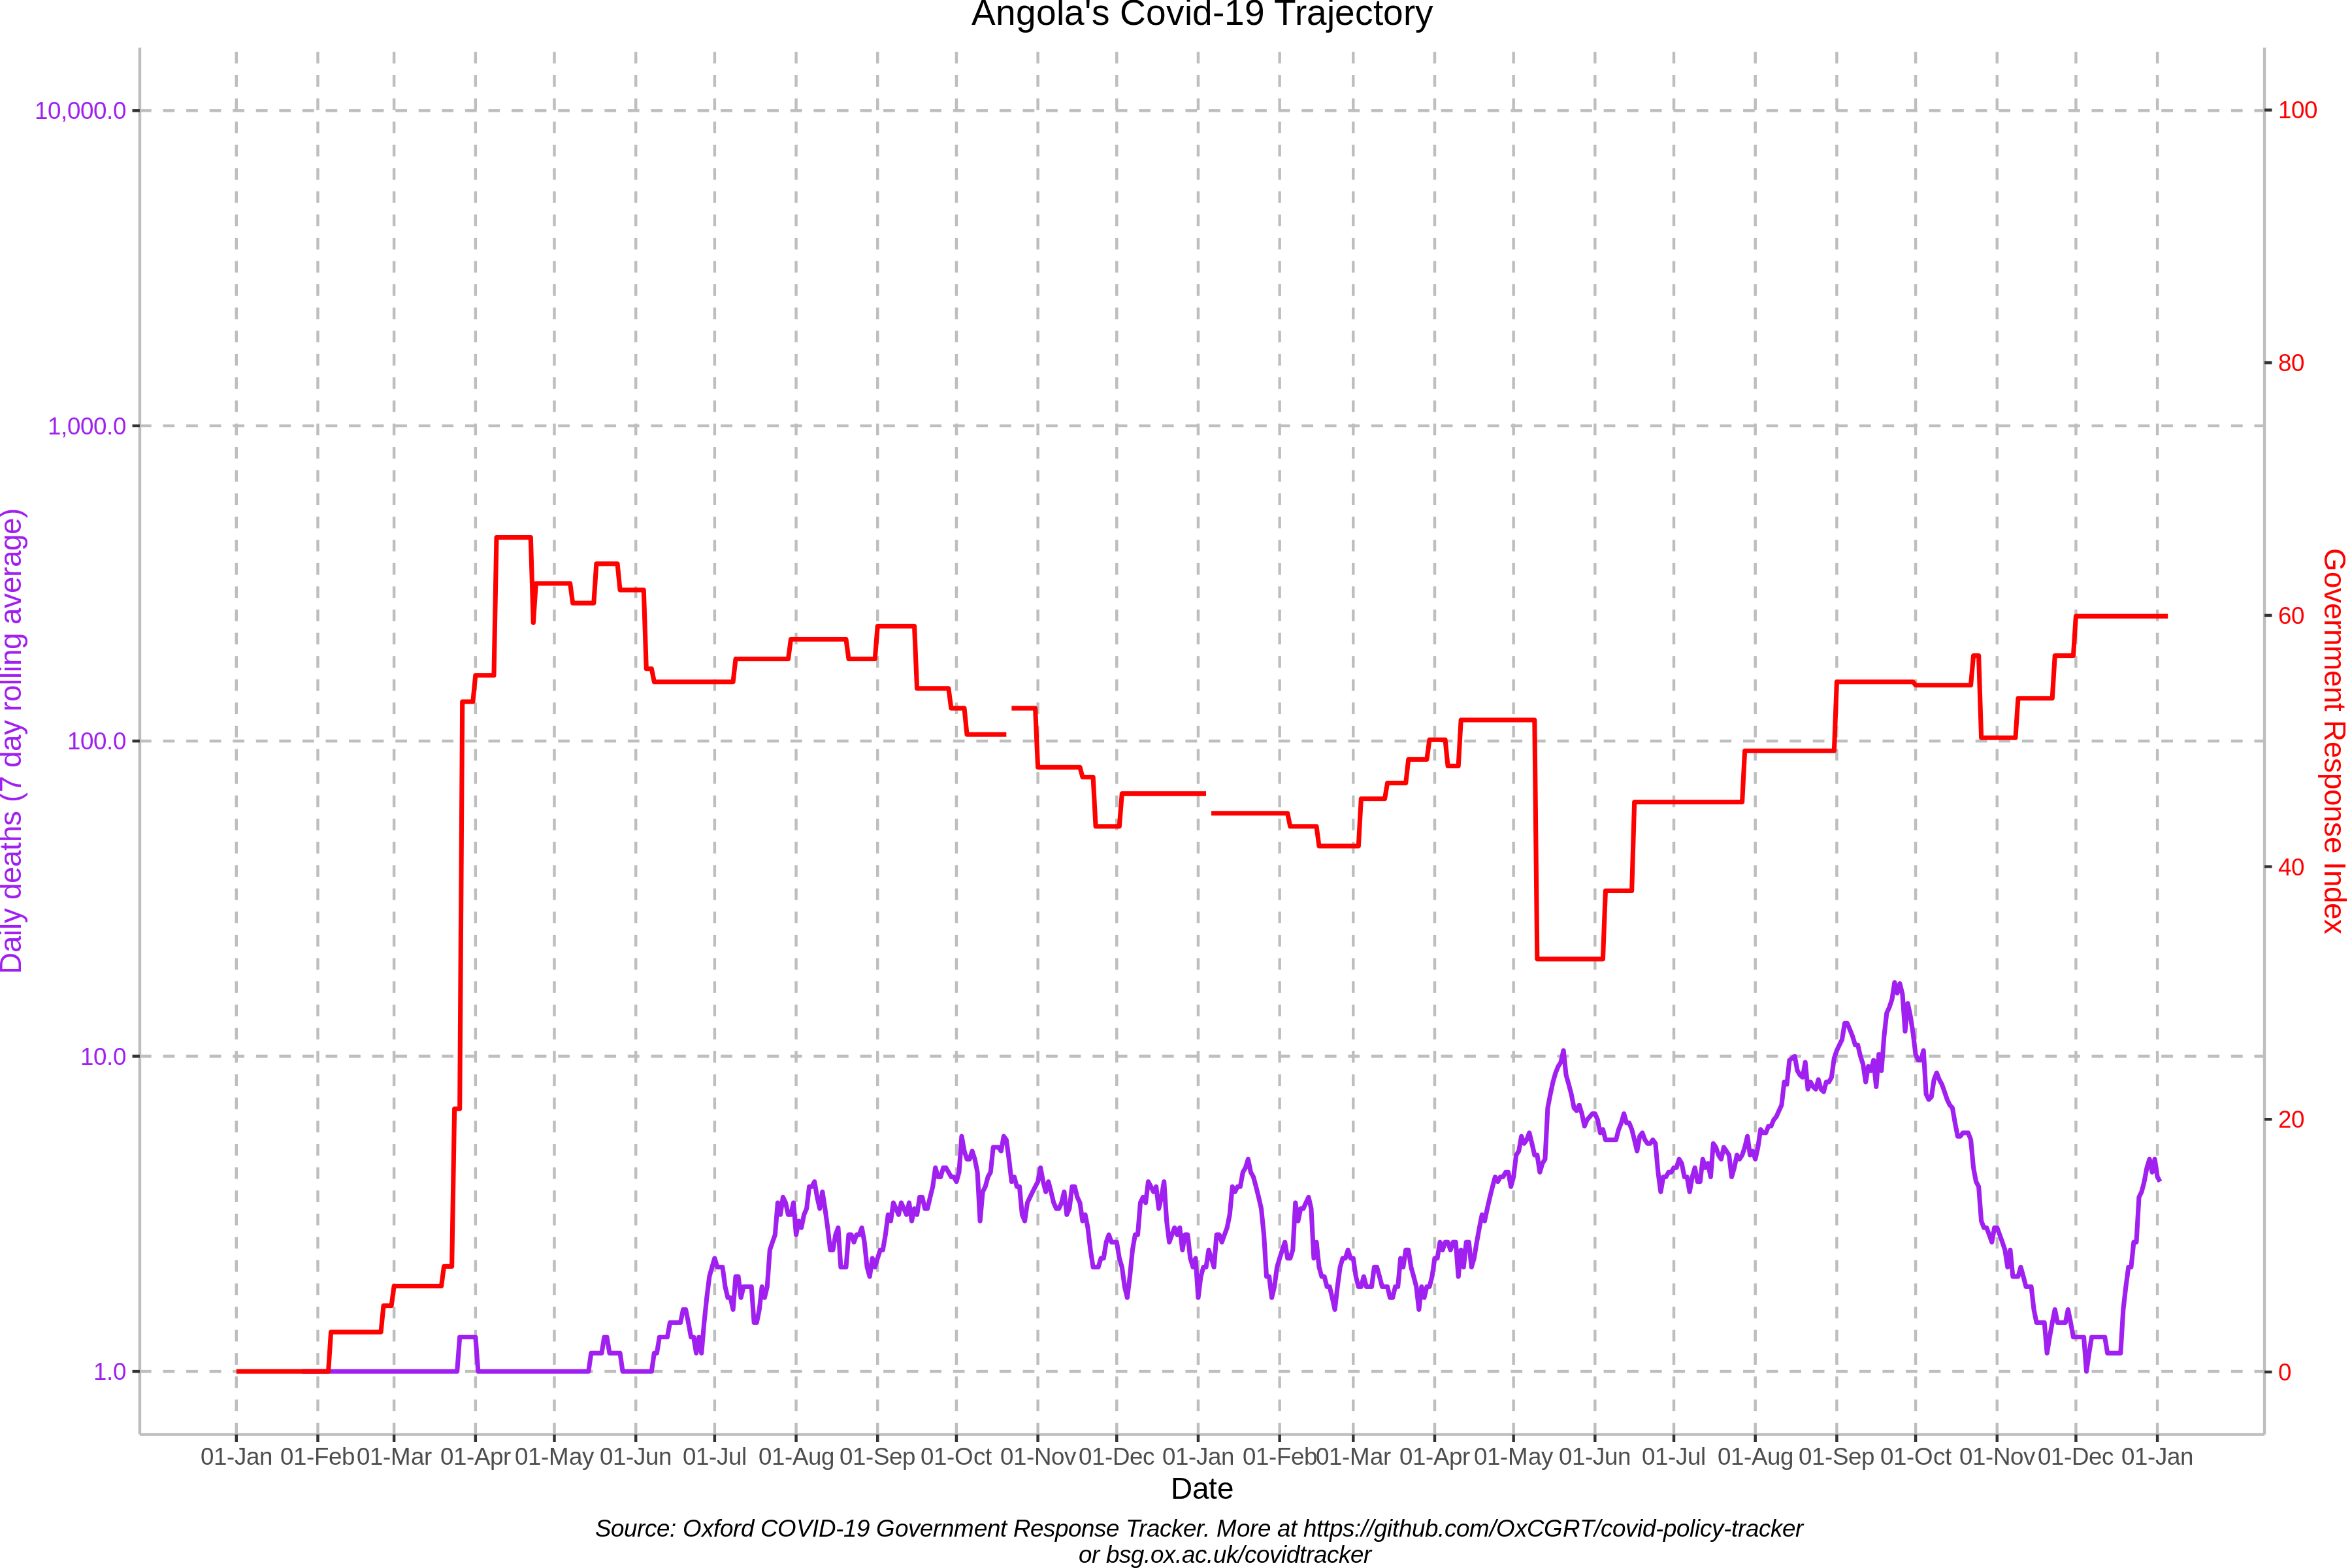 Angola's Covid-19 Trajectory
10,000.0
1,000.0
100.0
10.0
1.0
Daily deaths (7 day rolling average)
100
80
60
40
20
0
Government Response Index
01-Jan 01-Feb 01-Mar 01-Apr 01-May 01-Jun 01-Jul 01-Aug 01-Sep 01-Oct 01-Nov 01-Dec 01-Jan 01-Feb 01-Mar 01-Apr 01-May 01-Jun 01-Jul 01-Aug 01-Sep 01-Oct 01-Nov 01-Dec 01-Jan
Date
Source: Oxford COVID-19 Government Response Tracker. More at https://github.com/OxCGRT/covid-policy-tracker
or bsg.ox.ac.uk/covidtracker